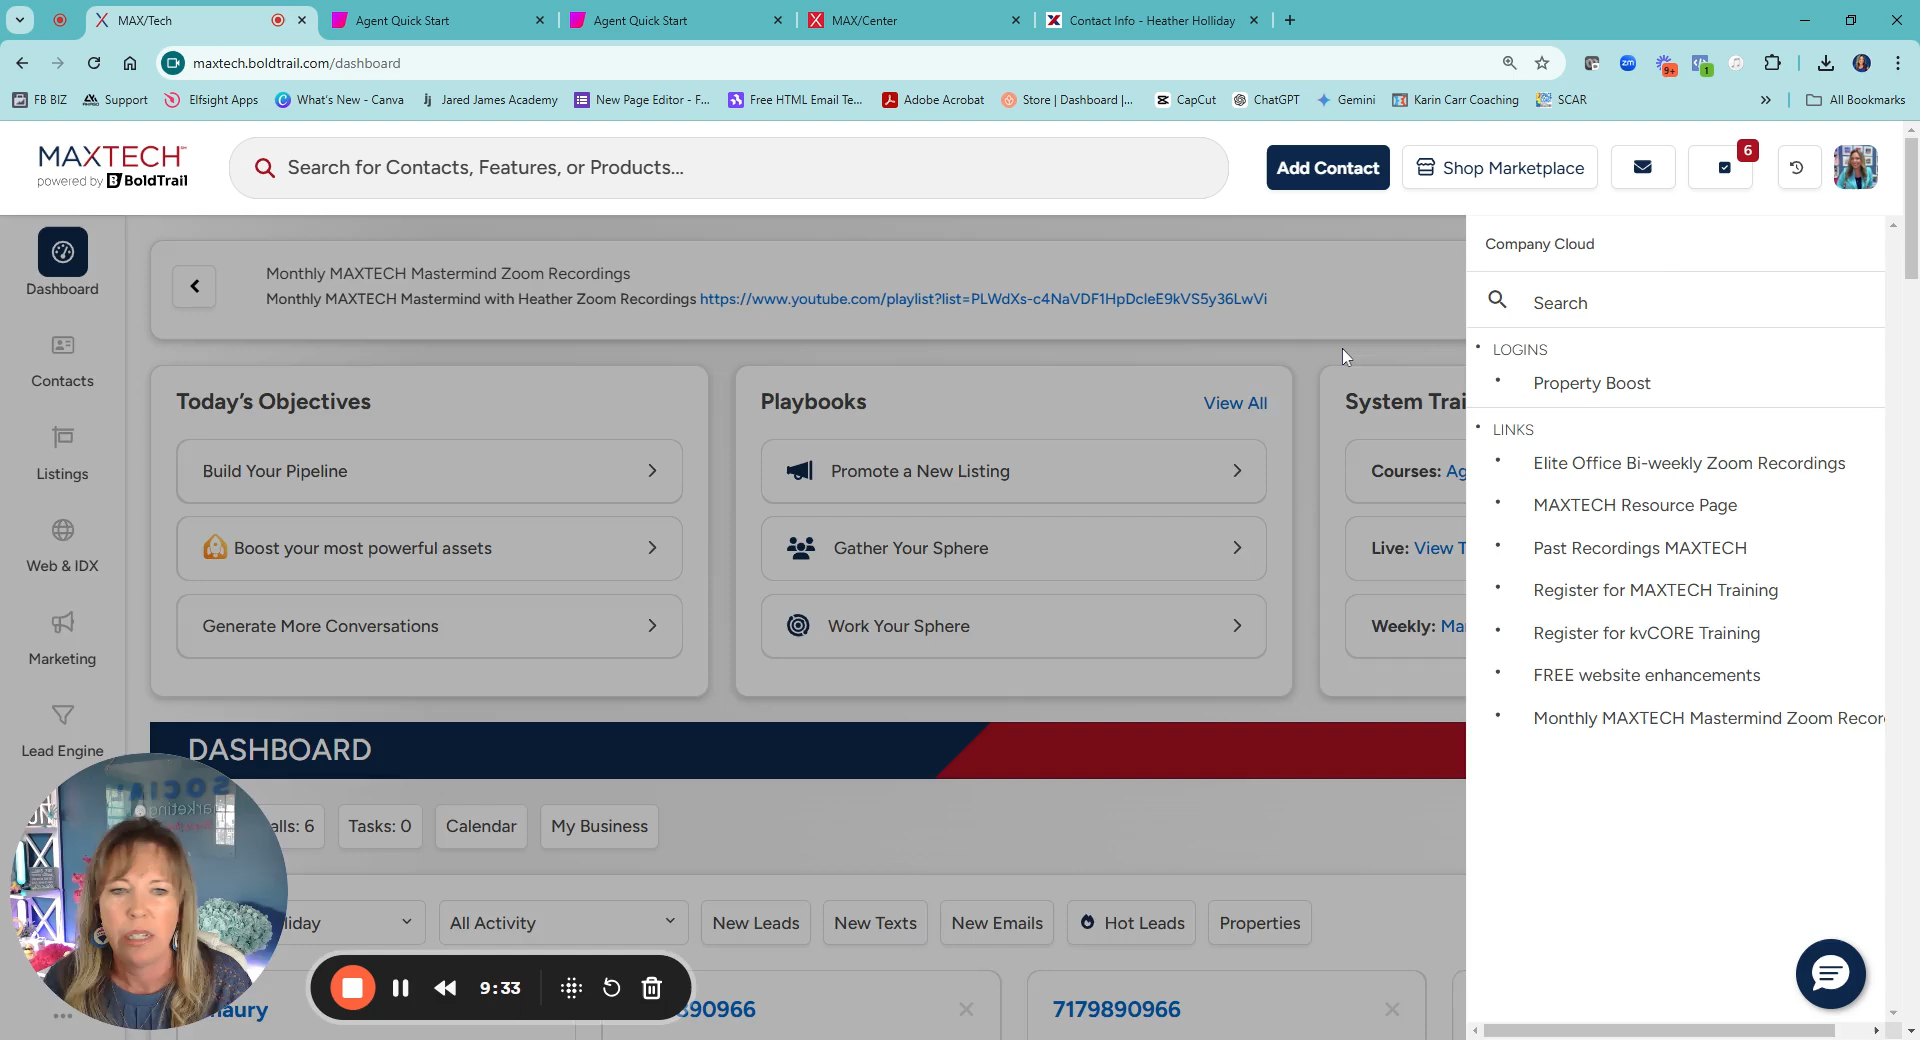 MAX/Tech
Agent Quick Start
Agent Quick Start
MAX/Center
Contact Info - Heather Holliday
maxtech.boldtrail.com/dashboard
zm
9+
1
FB BIZ
Support
Elfsight Apps
What's New - Canva
Jared James Academy
New Page Editor - F...
Free HTML Email Te...
Adobe Acrobat
Store | Dashboard |...
CapCut
ChatGPT
Gemini
Karin Carr Coaching
SCAR
»
All Bookmarks
MAXTECH
powered by BoldTrail
Search for Contacts, Features, or Products...
Add Contact
Shop Marketplace
6
Dashboard
Contacts
Listings
Web & IDX
Marketing
Lead Engine
Monthly MAXTECH Mastermind Zoom Recordings
Monthly MAXTECH Mastermind with Heather Zoom Recordings https://www.youtube.com/playlist?list=PLWdXs-c4NaVDF1HpDcleE9kVS5y36LwVi
Today's Objectives
Build Your Pipeline
Boost your most powerful assets
Generate More Conversations
Playbooks
View All
Promote a New Listing
Gather Your Sphere
Work Your Sphere
System Trai
Courses: Ag
Live: View T
Weekly: Mar
DASHBOARD
alls: 6
Tasks: 0
Calendar
My Business
liday
All Activity
New Leads
New Texts
New Emails
Hot Leads
Properties
aury
890966
7179890966
9:33
SOCIAL
marketing
Company Cloud
Search
LOGINS
Property Boost
LINKS
Elite Office Bi-weekly Zoom Recordings
MAXTECH Resource Page
Past Recordings MAXTECH
Register for MAXTECH Training
Register for kvCORE Training
FREE website enhancements
Monthly MAXTECH Mastermind Zoom Recor